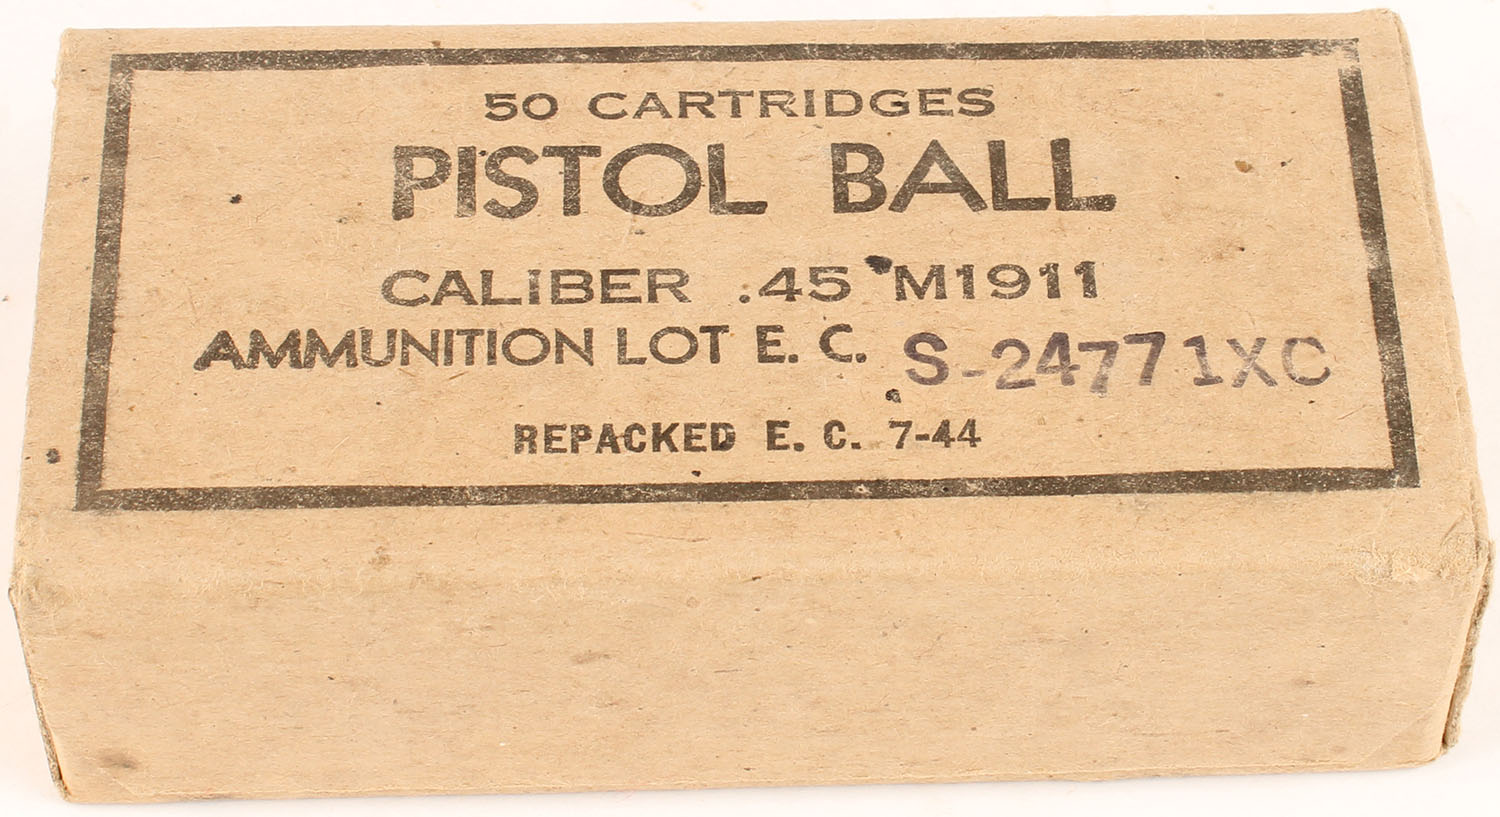 50 CARTRIDGES
PISTOL BALL
CALIBER .45 M1911
AMMUNITION LOT E. C. S-24771XC
REPACKED E. C. 7-44